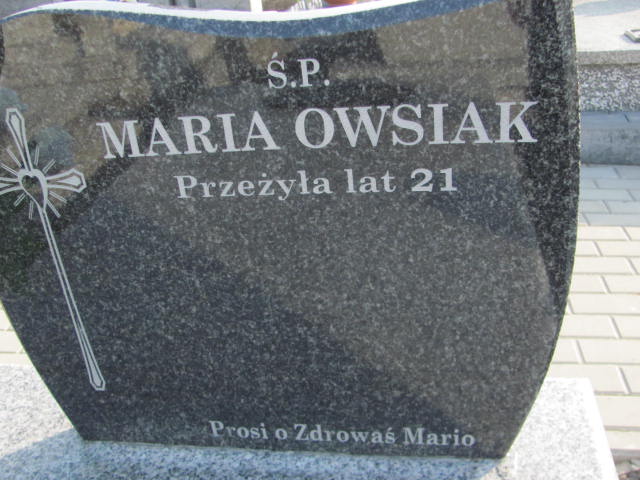 Ś.P.
MARIA OWSIAK
Przeżyła lat 21
Prosi o Zdrowaś Mario